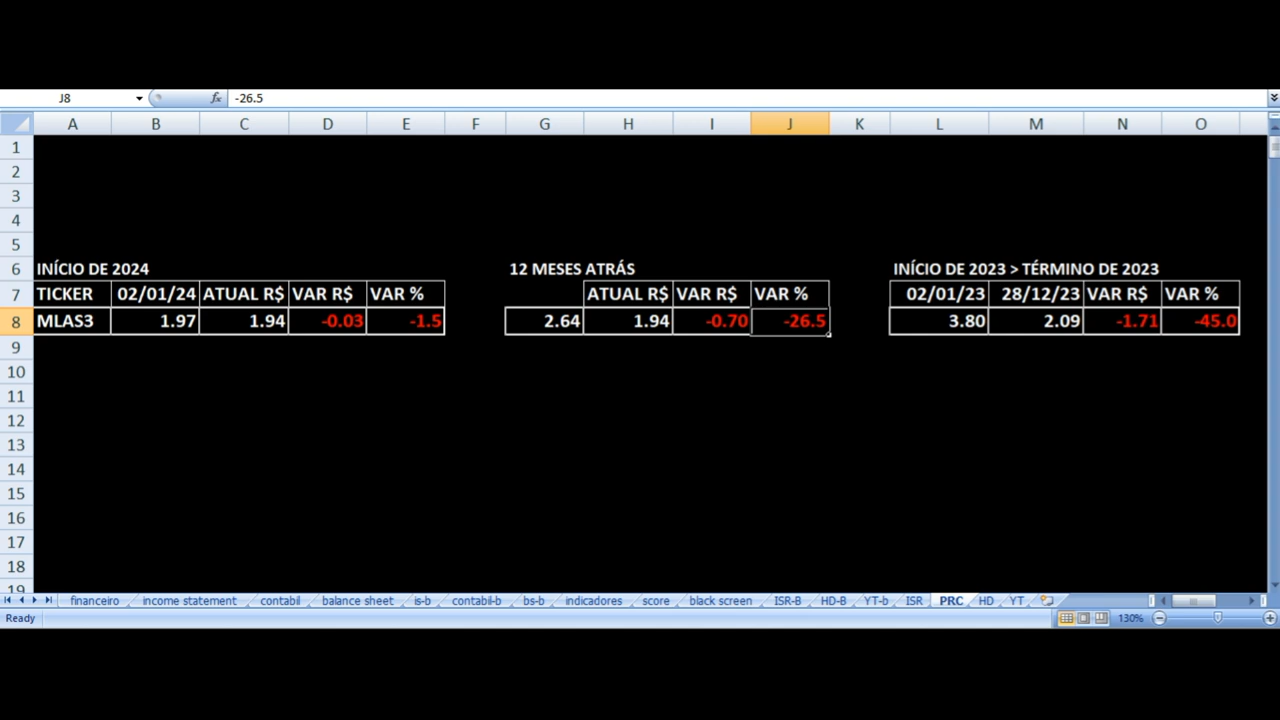 J8 fx -26.5
A B C D E F G H I J K L M N O
1
2
3
4
5
6 INÍCIO DE 2024 12 MESES ATRÁS INÍCIO DE 2023 > TÉRMINO DE 2023
7 TICKER 02/01/24 ATUAL R$ VAR R$ VAR % ATUAL R$ VAR R$ VAR % 02/01/23 28/12/23 VAR R$ VAR %
8 MLAS3 1.97 1.94 -0.03 -1.5 2.64 1.94 -0.70 -26.5 3.80 2.09 -1.71 -45.0
9
10
11
12
13
14
15
16
17
18
19
financeiro income statement contabil balance sheet is-b contabil-b bs-b indicadores score black screen ISR-B HD-B YT-b ISR PRC HD YT
Ready 130%